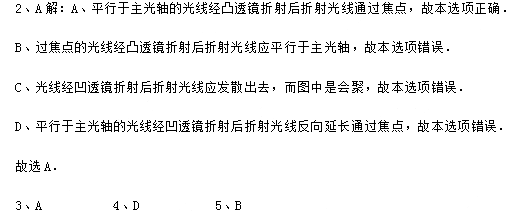 2、A 解：A、平行于主光轴的光线经凸透镜折射后折射光线通过焦点，故本选项正确．
B、过焦点的光线经凸透镜折射后折射光线应平行于主光轴，故本选项错误．
C、光线经凹透镜折射后折射光线应发散出去，而图中是会聚，故本选项错误．
D、平行于主光轴的光线经凹透镜折射后折射光线反向延长通过焦点，故本选项错误．
故选 A．
3、A 4、D 5、B